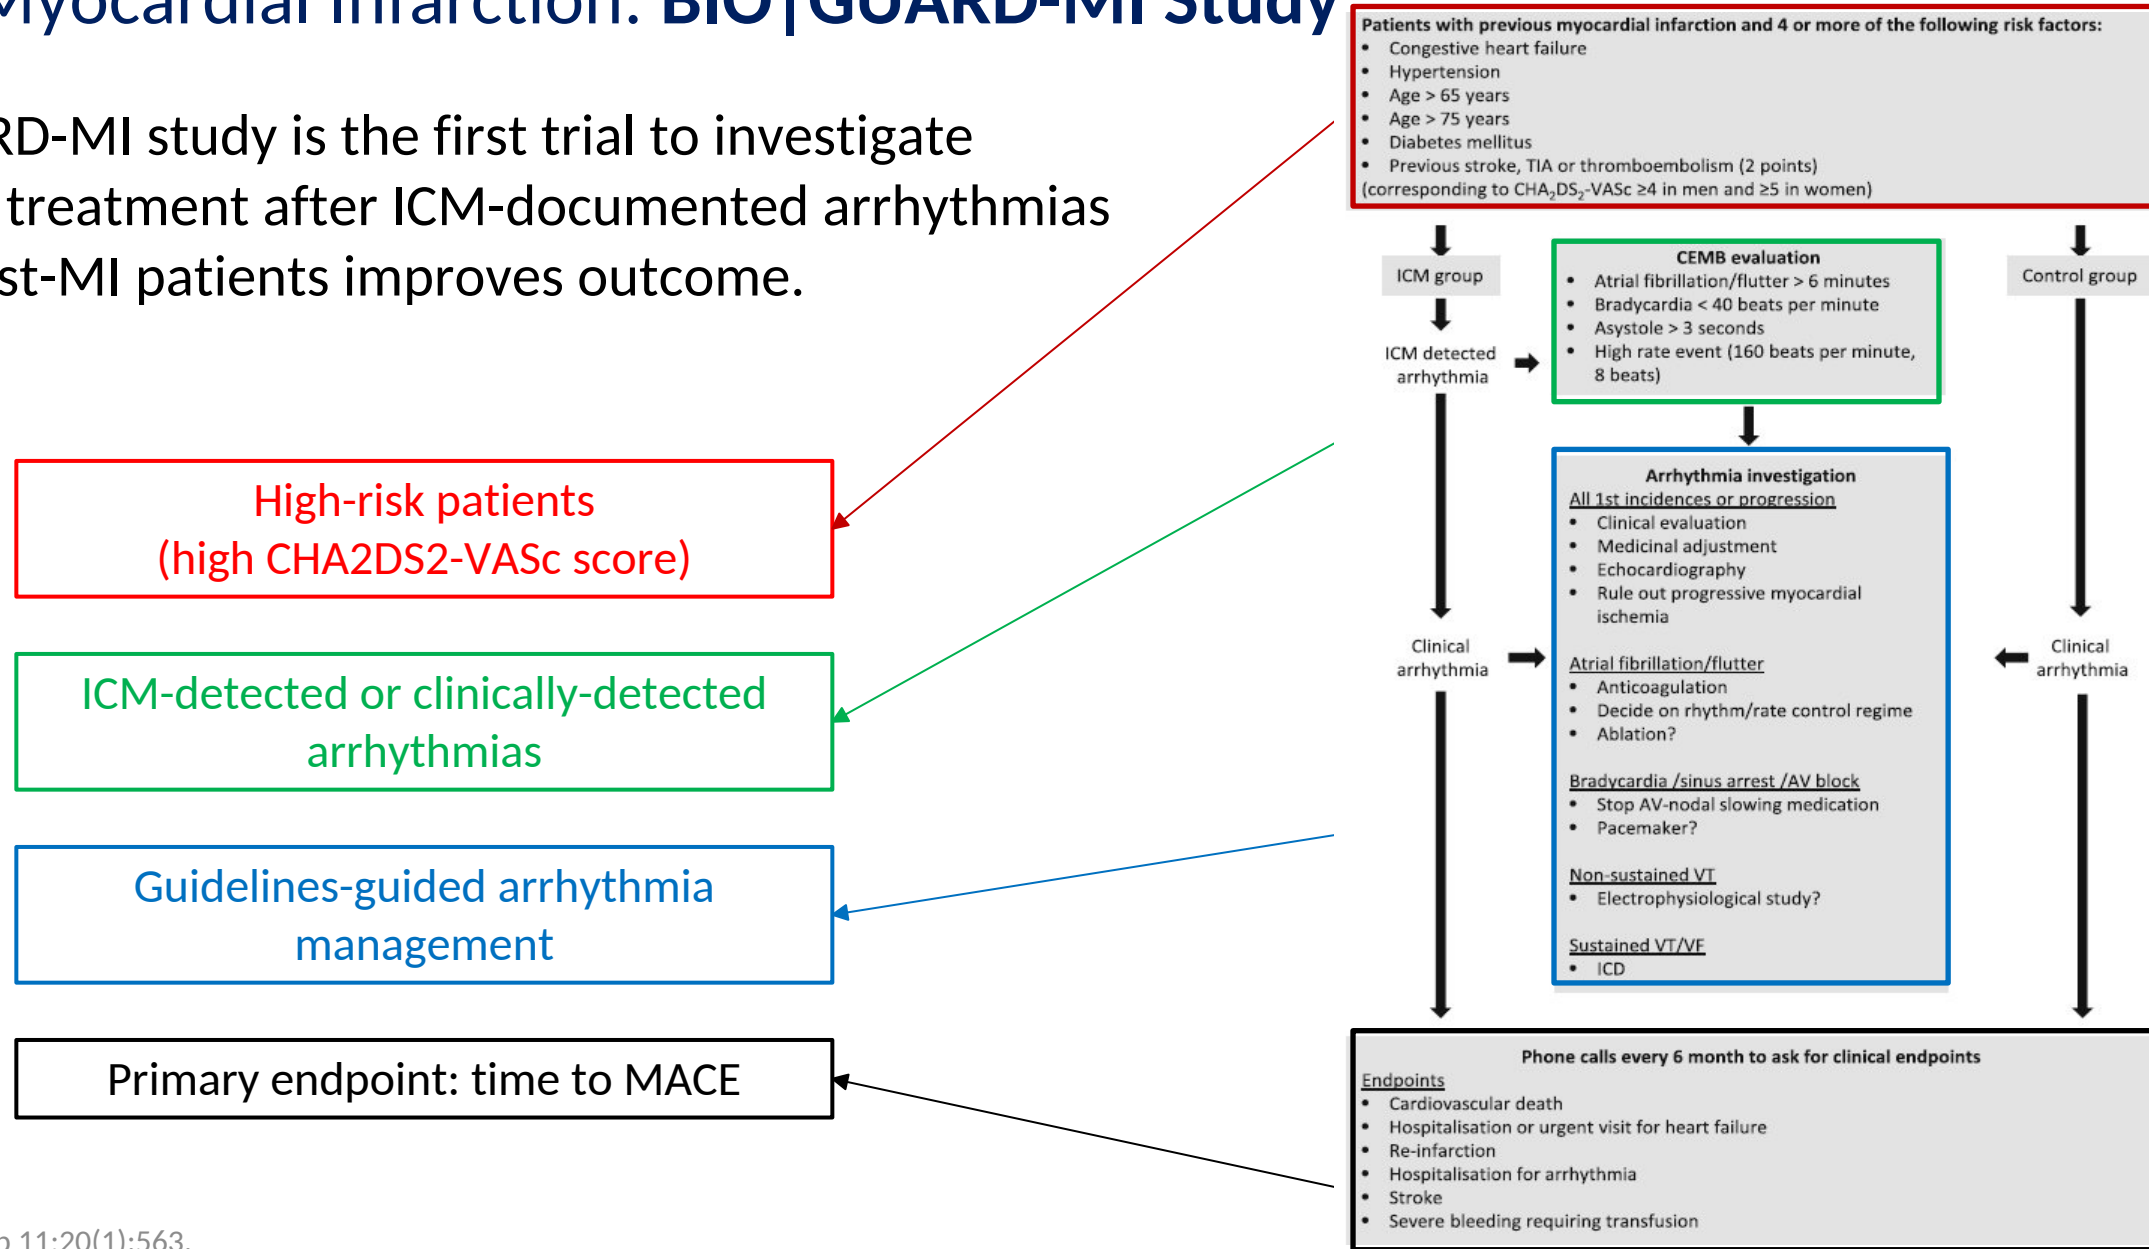 Myocardial Infarction: BIO|GUARD-MI Study
RD-MI study is the first trial to investigate
treatment after ICM-documented arrhythmias
st-MI patients improves outcome.
High-risk patients
(high CHA2DS2-VASc score)
ICM-detected or clinically-detected
arrhythmias
Guidelines-guided arrhythmia
management
Primary endpoint: time to MACE
11;20(1):563.
Patients with previous myocardial infarction and 4 or more of the following risk factors:
• Congestive heart failure
• Hypertension
• Age > 65 years
• Age > 75 years
• Diabetes mellitus
• Previous stroke, TIA or thromboembolism (2 points)
(corresponding to CHA₂DS₂-VASc ≥4 in men and ≥5 in women)
ICM group
ICM detected
arrhythmia
Clinical
arrhythmia
CEMB evaluation
• Atrial fibrillation/flutter > 6 minutes
• Bradycardia < 40 beats per minute
• Asystole > 3 seconds
• High rate event (160 beats per minute,
8 beats)
Control group
Arrhythmia investigation
All 1st incidences or progression
• Clinical evaluation
• Medicinal adjustment
• Echocardiography
• Rule out progressive myocardial
ischemia
Atrial fibrillation/flutter
• Anticoagulation
• Decide on rhythm/rate control regime
• Ablation?
Bradycardia /sinus arrest /AV block
• Stop AV-nodal slowing medication
• Pacemaker?
Non-sustained VT
• Electrophysiological study?
Sustained VT/VF
• ICD
Clinical
arrhythmia
Phone calls every 6 month to ask for clinical endpoints
Endpoints
• Cardiovascular death
• Hospitalisation or urgent visit for heart failure
• Re-infarction
• Hospitalisation for arrhythmia
• Stroke
• Severe bleeding requiring transfusion